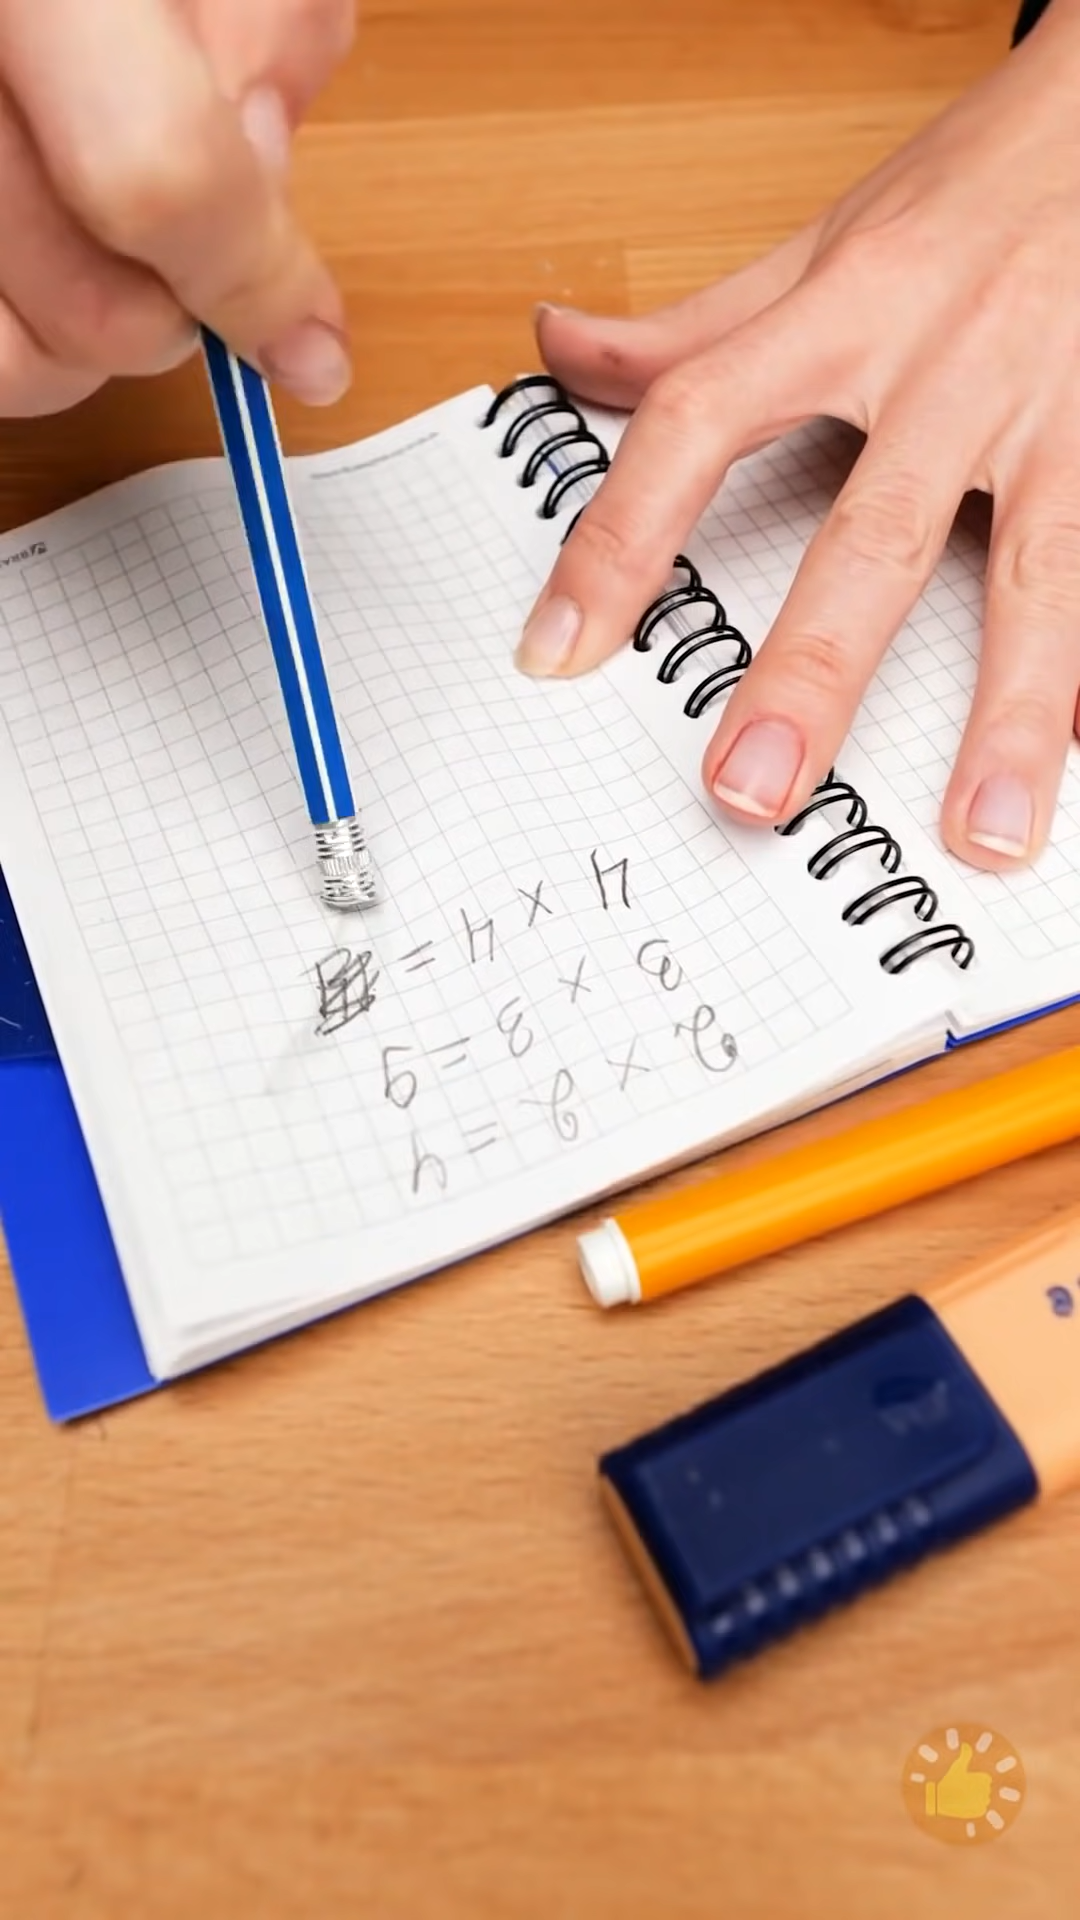 2 × 2 = 4
3 × 3 = 9
4 × 4 =